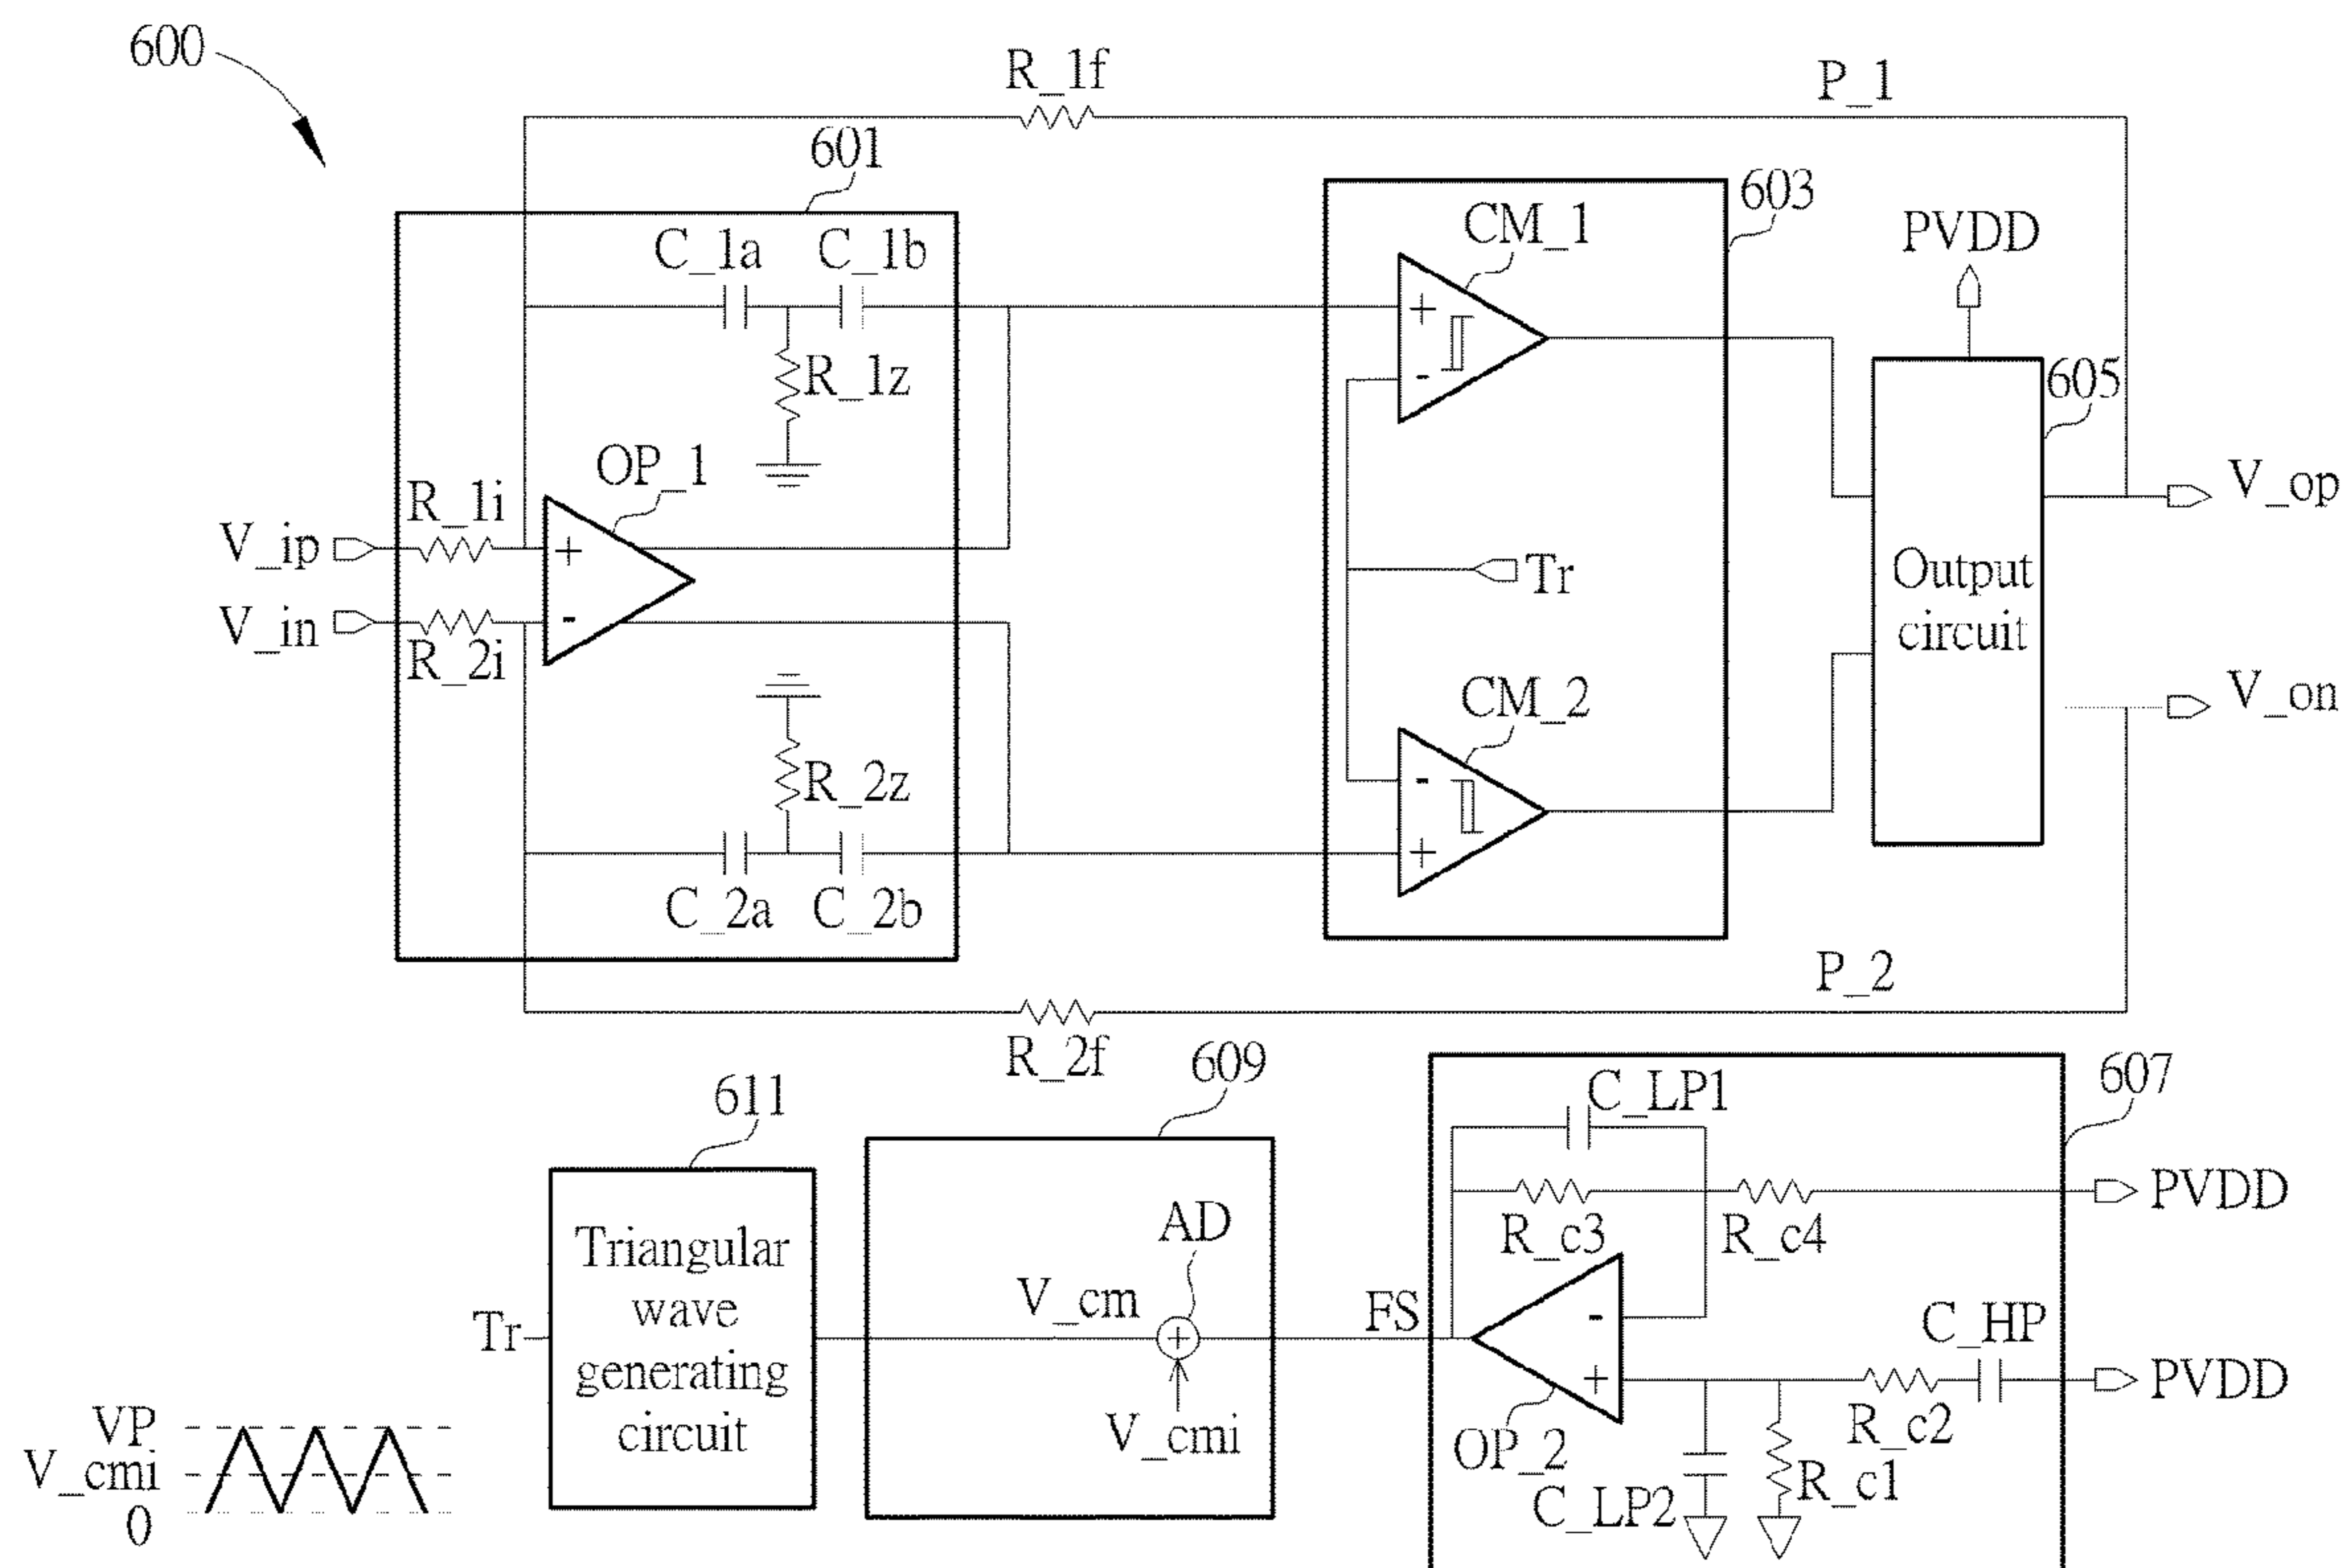 600
R_1f
P_1
601
603
C_1a
C_1b
CM_1
PVDD
+
-
R_1z
605
OP_1
R_1i
V_ip
+
V_op
Tr
Output
circuit
V_in
-
R_2i
V_on
CM_2
R_2z
-
+
C_2a
C_2b
P_2
R_2f
609
607
611
C_LP1
PVDD
R_c3
R_c4
AD
Triangular
wave
generating
circuit
V_cm
FS
Tr
+
-
C_HP
+
PVDD
V_cmi
OP_2
R_c2
R_c1
C_LP2
VP
V_cmi
0